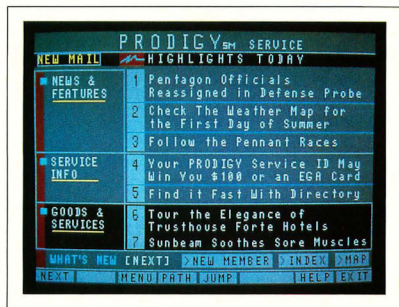 PRODIGY SM SERVICE
NEW MAIL HIGHLIGHTS TODAY
NEWS & FEATURES
1 Pentagon Officials
Reassigned in Defense Probe
2 Check The Weather Map for
the First Day of Summer
3 Follow the Pennant Races
SERVICE INFO
4 Your PRODIGY Service ID May
Win You $100 or an EGA Card
5 Find it Fast With Directory
GOODS & SERVICES
6 Tour the Elegance of
Trusthouse Forte Hotels
7 Sunbeam Soothes Sore Muscles
WHAT'S NEW [NEXT] >NEW MEMBER >INDEX >MAP
NEXT MENU PATH JUMP HELP EXIT